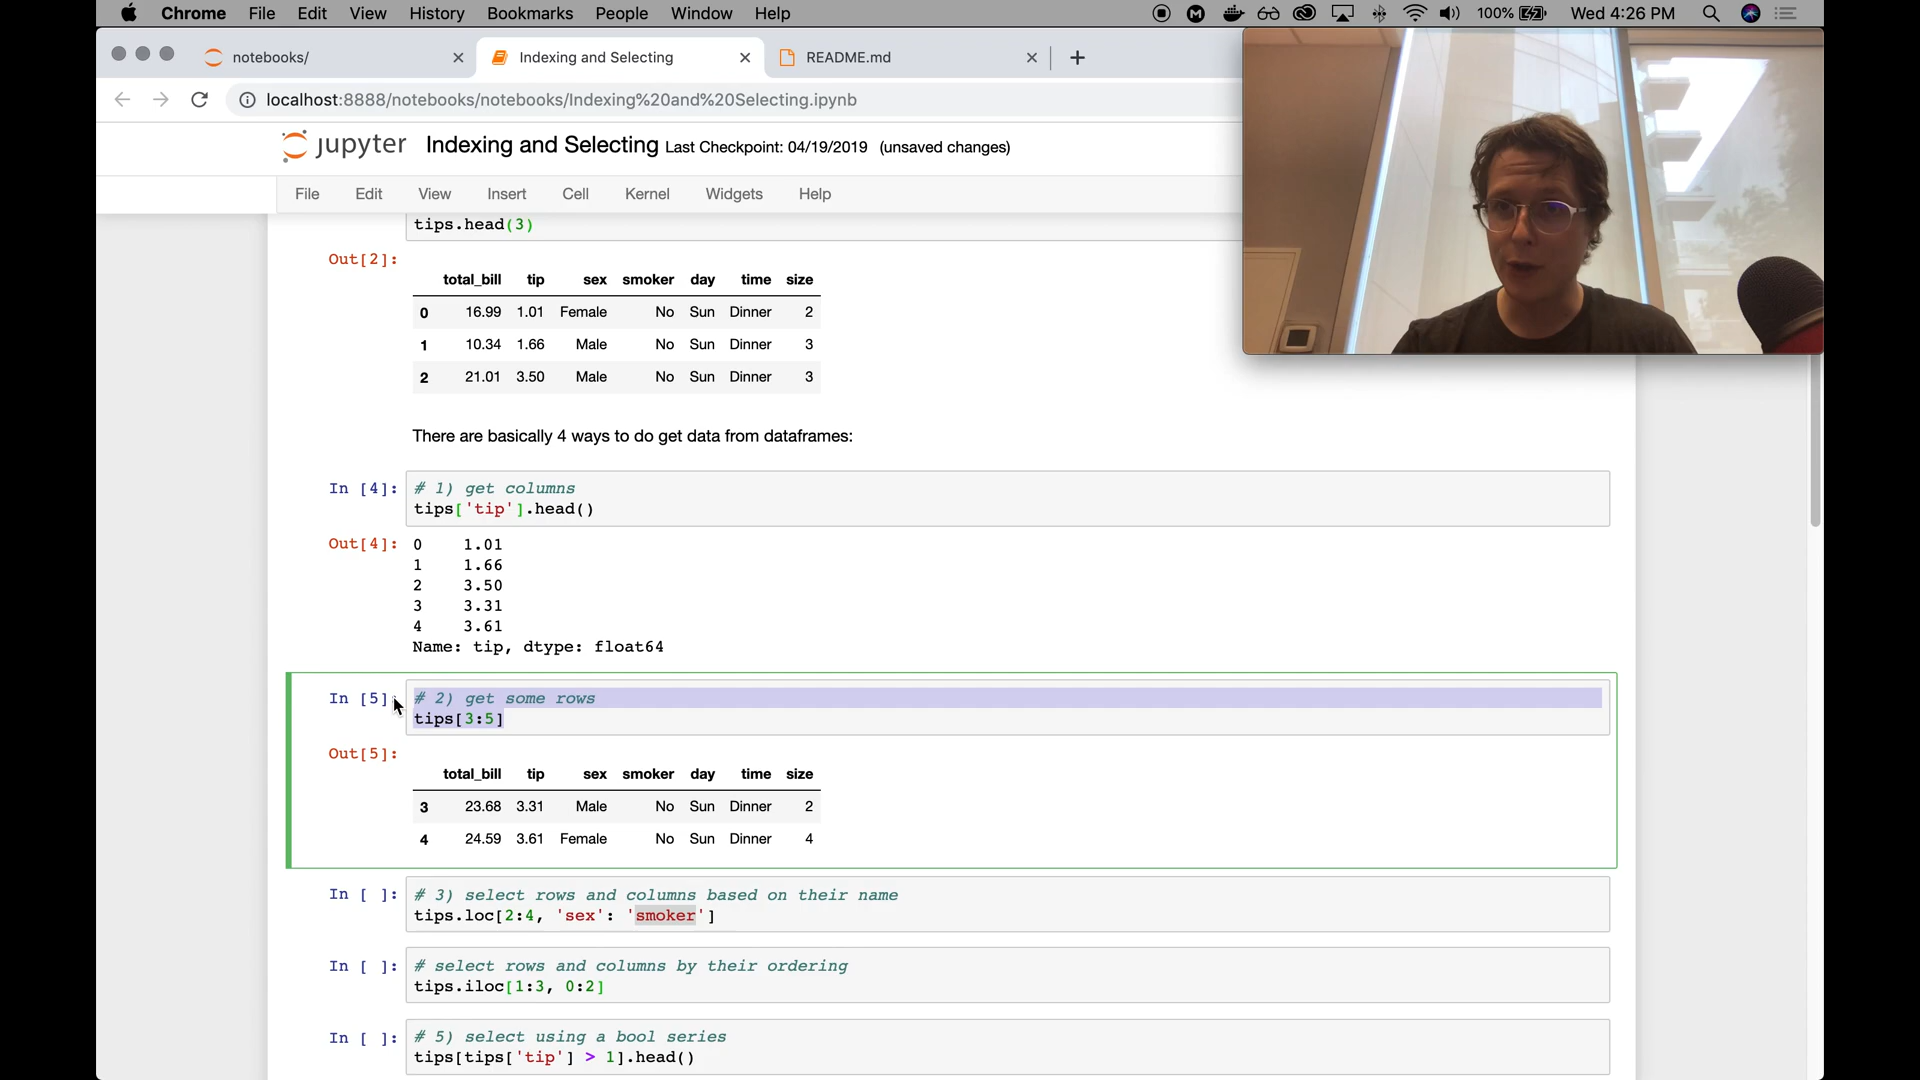 Chrome File Edit View History Bookmarks People Window Help 100% Wed 4:26 PM
notebooks/ Indexing and Selecting README.md
localhost:8888/notebooks/notebooks/Indexing%20and%20Selecting.ipynb
jupyter Indexing and Selecting Last Checkpoint: 04/19/2019 (unsaved changes)
File Edit View Insert Cell Kernel Widgets Help
tips.head(3)
Out[2]:
total_bill tip sex smoker day time size
0 16.99 1.01 Female No Sun Dinner 2
1 10.34 1.66 Male No Sun Dinner 3
2 21.01 3.50 Male No Sun Dinner 3
There are basically 4 ways to do get data from dataframes:
In [4]: # 1) get columns
tips['tip'].head()
Out[4]: 0 1.01
1 1.66
2 3.50
3 3.31
4 3.61
Name: tip, dtype: float64
In [5]: # 2) get some rows
tips[3:5]
Out[5]:
total_bill tip sex smoker day time size
3 23.68 3.31 Male No Sun Dinner 2
4 24.59 3.61 Female No Sun Dinner 4
In [ ]: # 3) select rows and columns based on their name
tips.loc[2:4, 'sex': 'smoker']
In [ ]: # select rows and columns by their ordering
tips.iloc[1:3, 0:2]
In [ ]: # 5) select using a bool series
tips[tips['tip'] > 1].head()